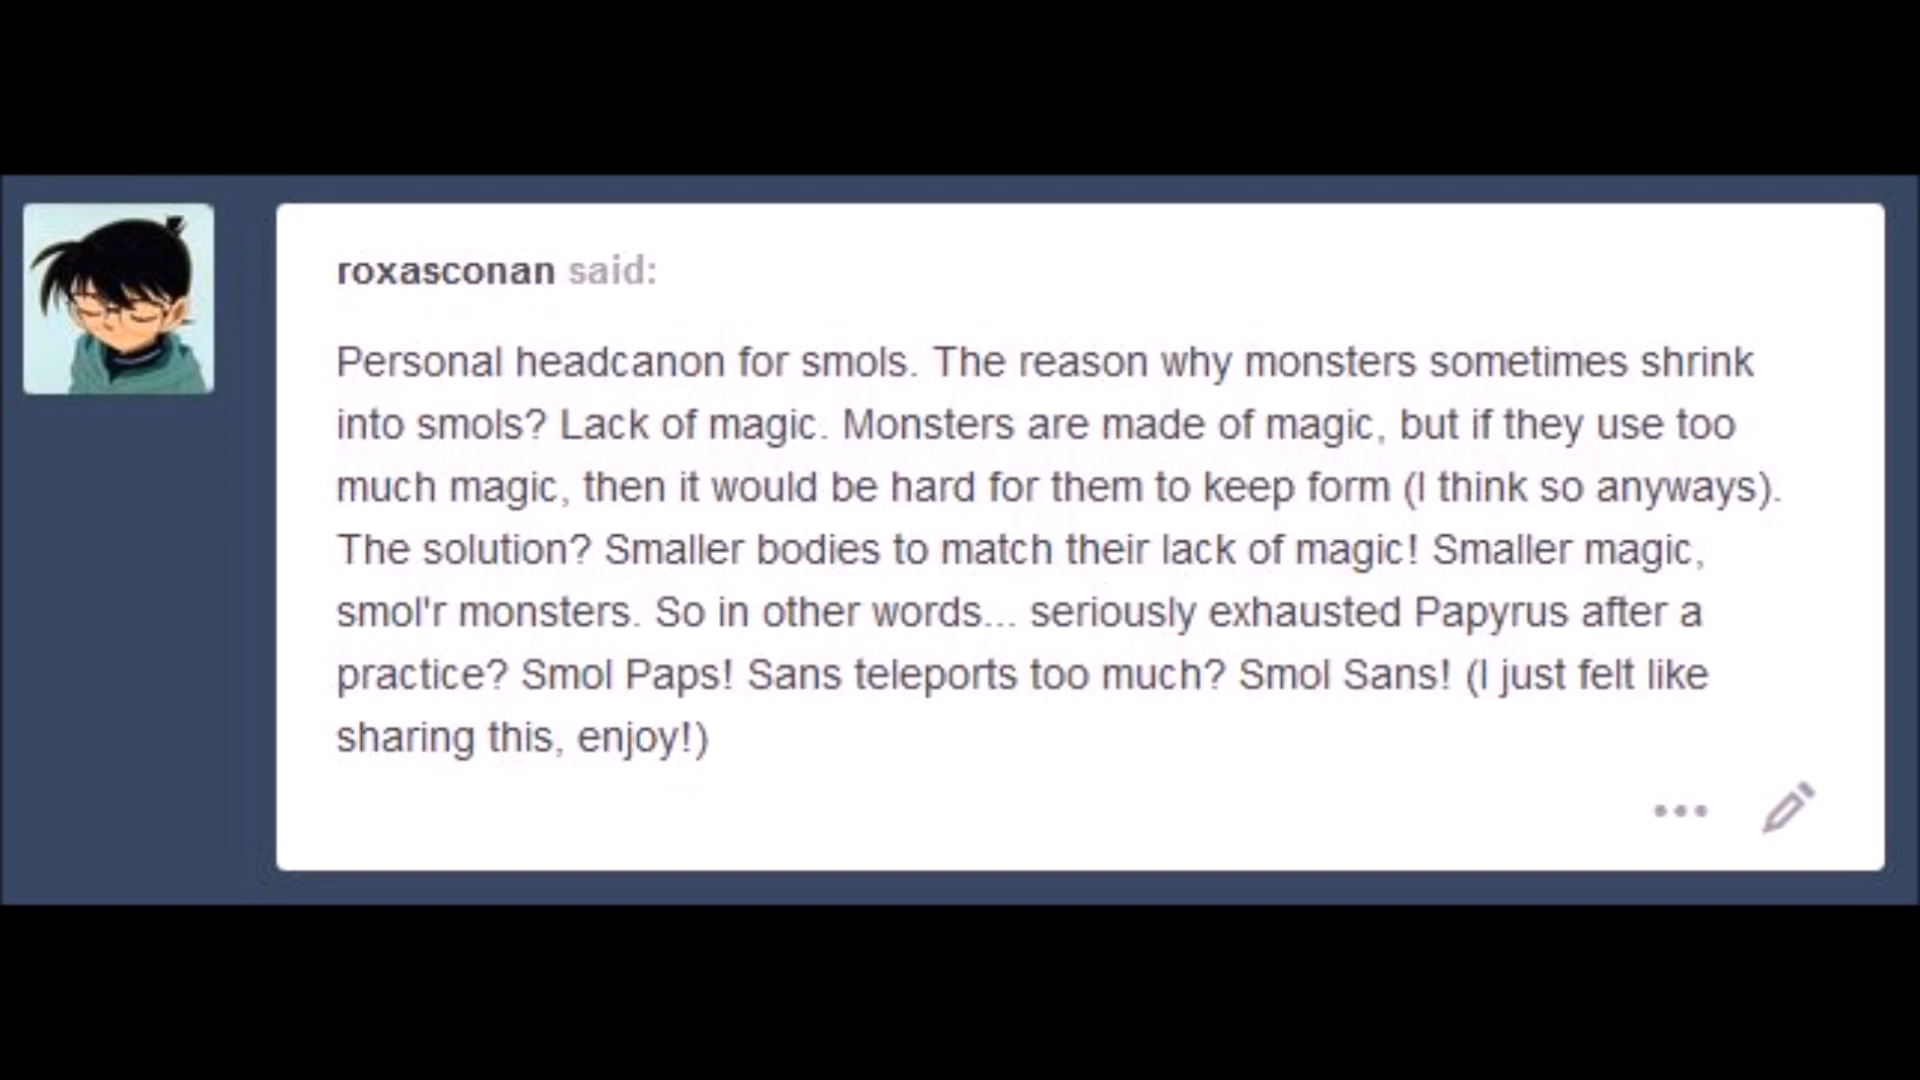 roxasconan said:
Personal headcanon for smols. The reason why monsters sometimes shrink
into smols? Lack of magic. Monsters are made of magic, but if they use too
much magic, then it would be hard for them to keep form (I think so anyways).
The solution? Smaller bodies to match their lack of magic! Smaller magic,
smol'r monsters. So in other words... seriously exhausted Papyrus after a
practice? Smol Paps! Sans teleports too much? Smol Sans! (I just felt like
sharing this, enjoy!)